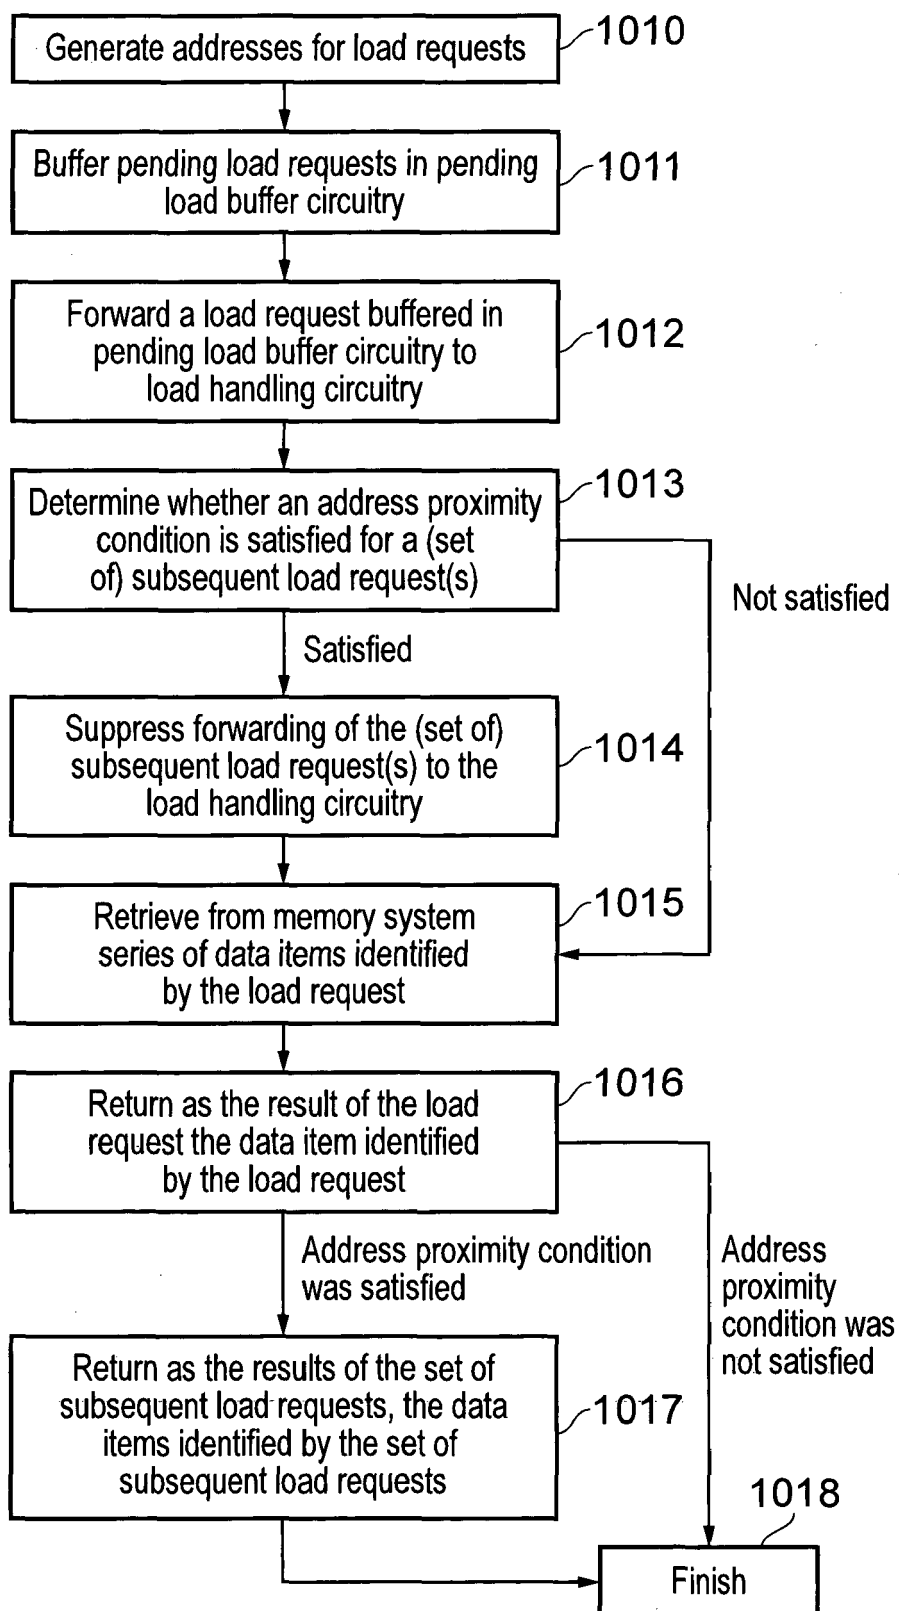 Generate addresses for load requests
1010
Buffer pending load requests in pending
load buffer circuitry
1011
Forward a load request buffered in
pending load buffer circuitry to
load handling circuitry
1012
Determine whether an address proximity
condition is satisfied for a (set
of) subsequent load request(s)
1013
Not satisfied
Satisfied
Suppress forwarding of the (set of)
subsequent load request(s) to the
load handling circuitry
1014
Retrieve from memory system
series of data items identified
by the load request
1015
Return as the result of the load
request the data item identified
by the load request
1016
Address proximity condition
was satisfied
Address
proximity
condition was
not satisfied
Return as the results of the set of
subsequent load requests, the data
items identified by the set of
subsequent load requests
1017
1018
Finish